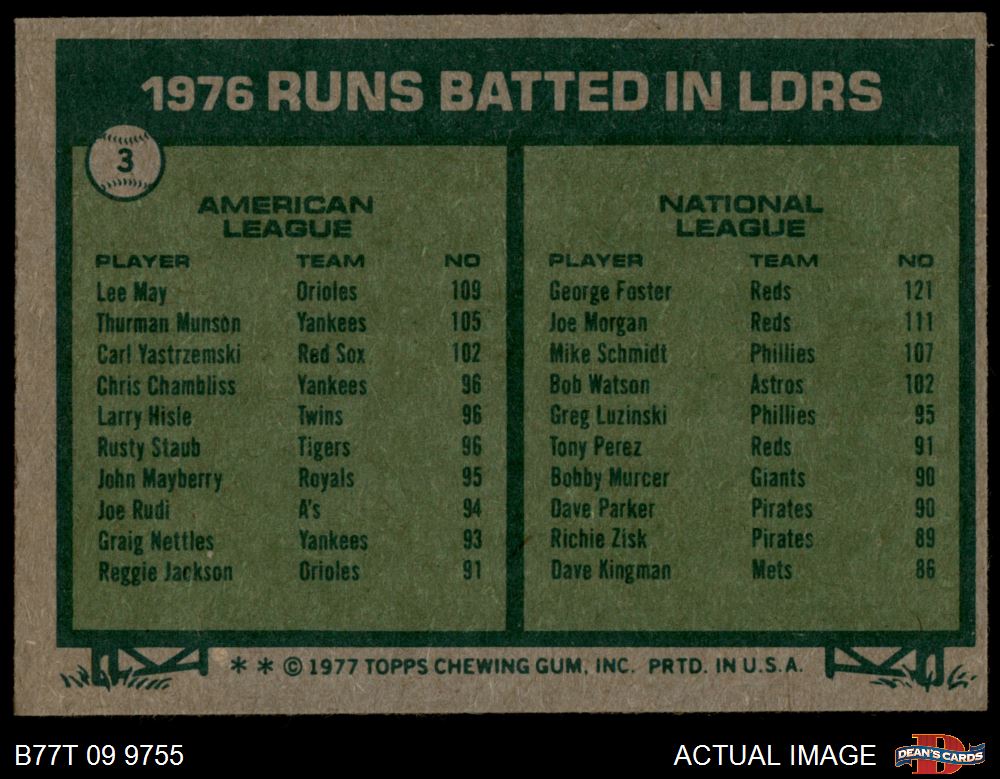 1976 RUNS BATTED IN LDRS
3
AMERICAN
LEAGUE
PLAYER TEAM NO
Lee May Orioles 109
Thurman Munson Yankees 105
Carl Yastrzemski Red Sox 102
Chris Chambliss Yankees 96
Larry Hisle Twins 96
Rusty Staub Tigers 96
John Mayberry Royals 95
Joe Rudi A's 94
Graig Nettles Yankees 93
Reggie Jackson Orioles 91
NATIONAL
LEAGUE
PLAYER TEAM NO
George Foster Reds 121
Joe Morgan Reds 111
Mike Schmidt Phillies 107
Bob Watson Astros 102
Greg Luzinski Phillies 95
Tony Perez Reds 91
Bobby Murcer Giants 90
Dave Parker Pirates 90
Richie Zisk Pirates 89
Dave Kingman Mets 86
* * © 1977 TOPPS CHEWING GUM, INC. PRTD. IN U.S.A.
B77T 09 9755
ACTUAL IMAGE
D
DEAN'S CARDS